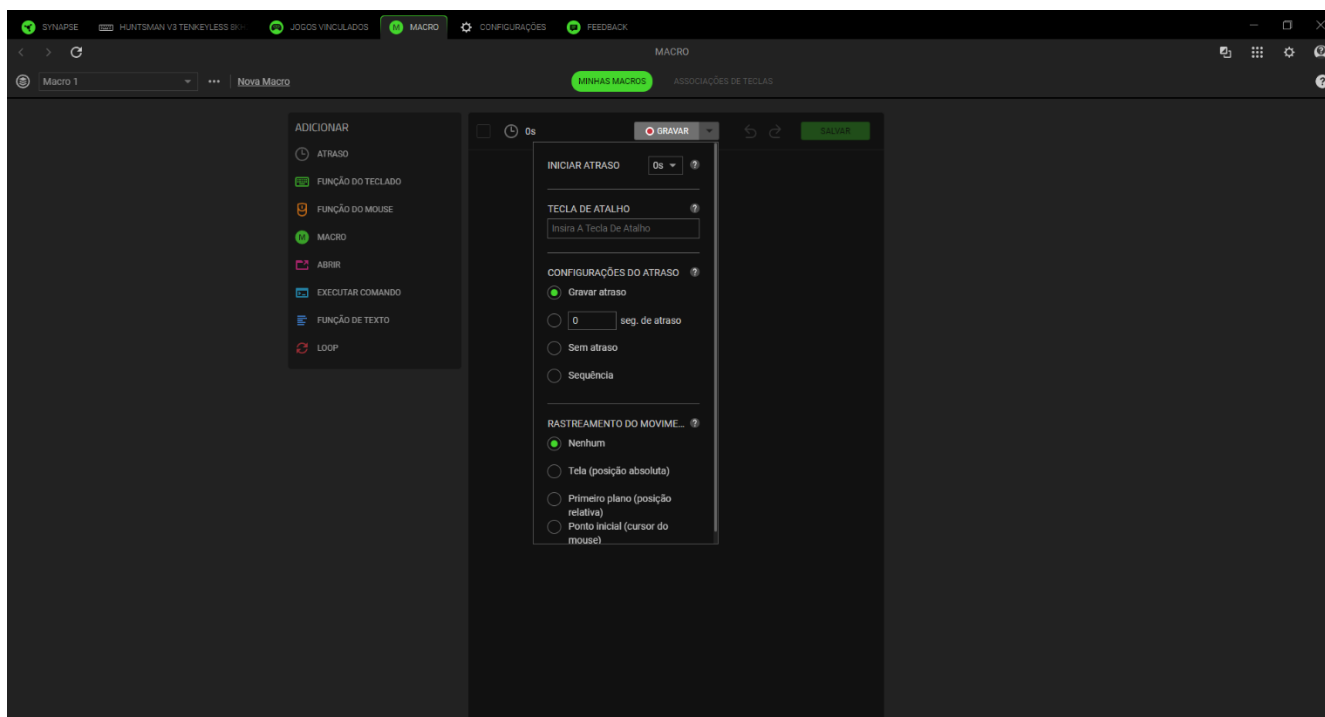 SYNAPSE
HUNTSMAN V3 TENKEYLESS
JOGOS VINCULADOS
M MACRO
CONFIGURAÇÕES
FEEDBACK
MACRO
Macro 1
Nova Macro
MINHAS MACROS
ASSOCIAÇÕES DE TECLAS
ADICIONAR
ATRASO
FUNÇÃO DO TECLADO
FUNÇÃO DO MOUSE
M MACRO
ABRIR
EXECUTAR COMANDO
FUNÇÃO DE TEXTO
LOOP
0s
GRAVAR
SALVAR
INICIAR ATRASO 0s ?
TECLA DE ATALHO ?
Insira A Tecla De Atalho
CONFIGURAÇÕES DO ATRASO ?
Gravar atraso
0 seg. de atraso
Sem atraso
Sequência
RASTREAMENTO DO MOVIME... ?
Nenhum
Tela (posição absoluta)
Primeiro plano (posição
relativa)
Ponto inicial (cursor do
mouse)